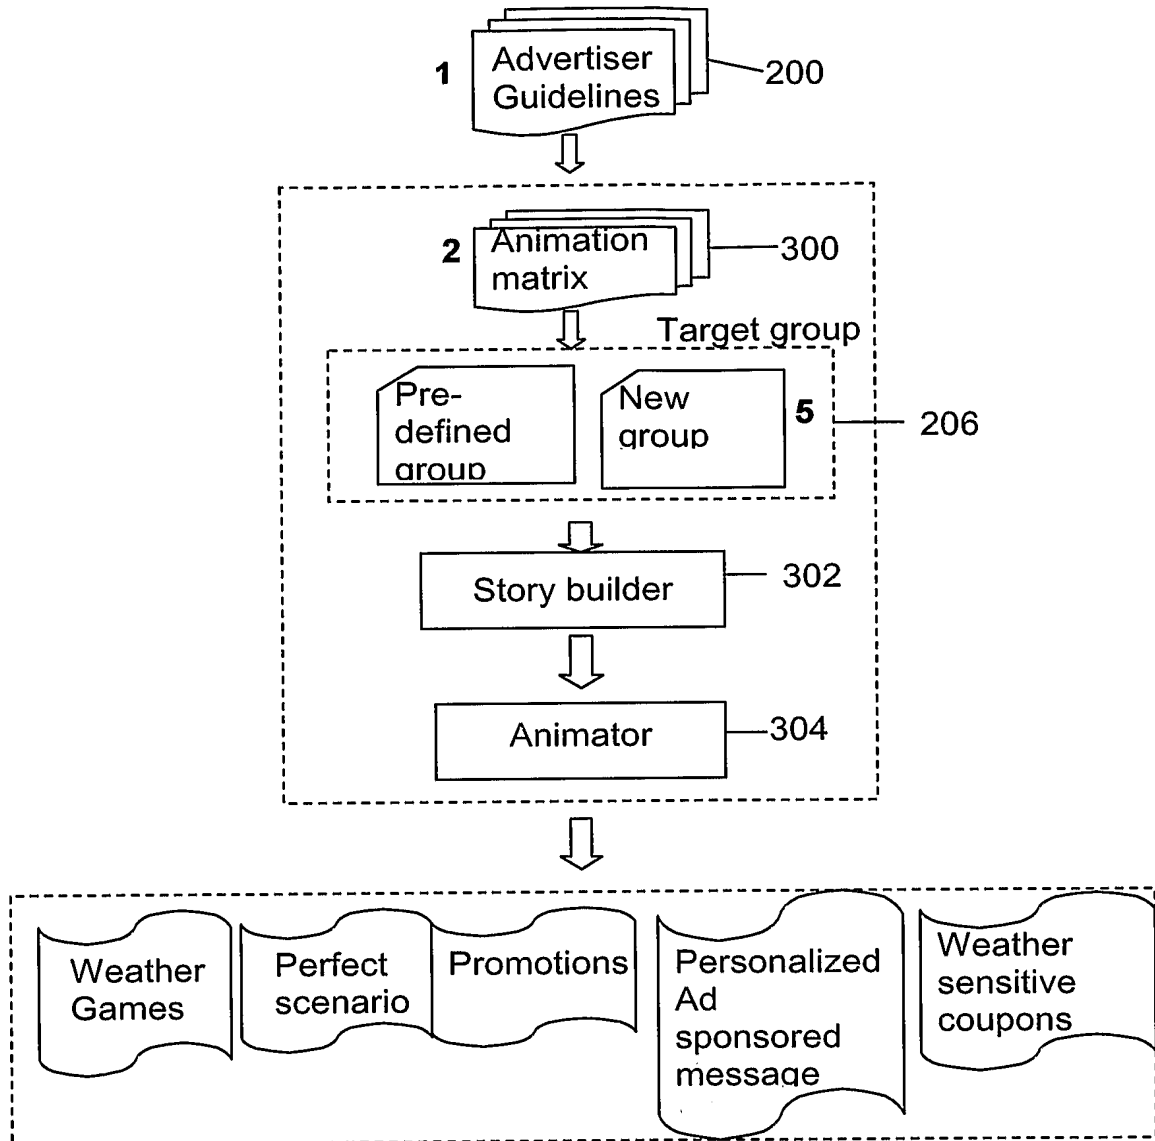 1
Advertiser
Guidelines
200
2
Animation
matrix
300
Target group
Pre-
defined
group
New
group
5
206
Story builder
302
Animator
304
Weather
Games
Perfect
scenario
Promotions
Personalized
Ad
sponsored
message
Weather
sensitive
coupons